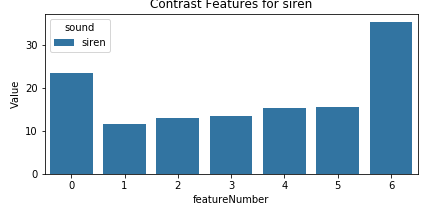 Contrast Features for siren
sound
siren
30
20
10
0
Value
0 1 2 3 4 5 6
featureNumber